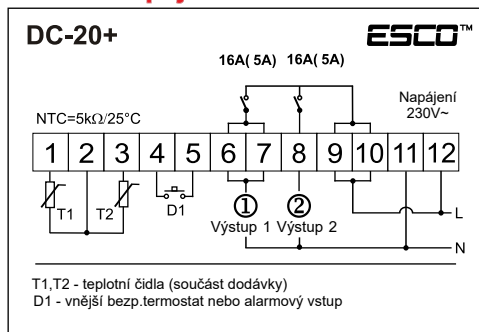 DC-20+ ESCO™
16A( 5A) 16A( 5A)
NTC=5kΩ/25°C
Napájení
230V~
1 2 3 4 5 6 7 8 9 10 11 12
T1 T2 D1
① ②
Výstup 1 Výstup 2
L
N
T1,T2 - teplotní čidla (součást dodávky)
D1 - vnější bezp.termostat nebo alarmový vstup